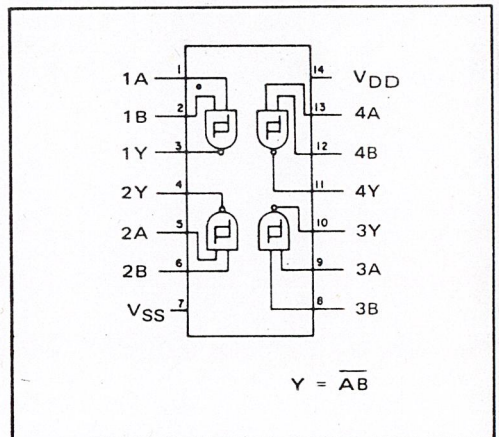 1A 1 14 VDD
1B 2 13 4A
1Y 3 12 4B
2Y 4 11 4Y
2A 5 10 3Y
2B 6 9 3A
VSS 7 8 3B
Y = A̅B̅